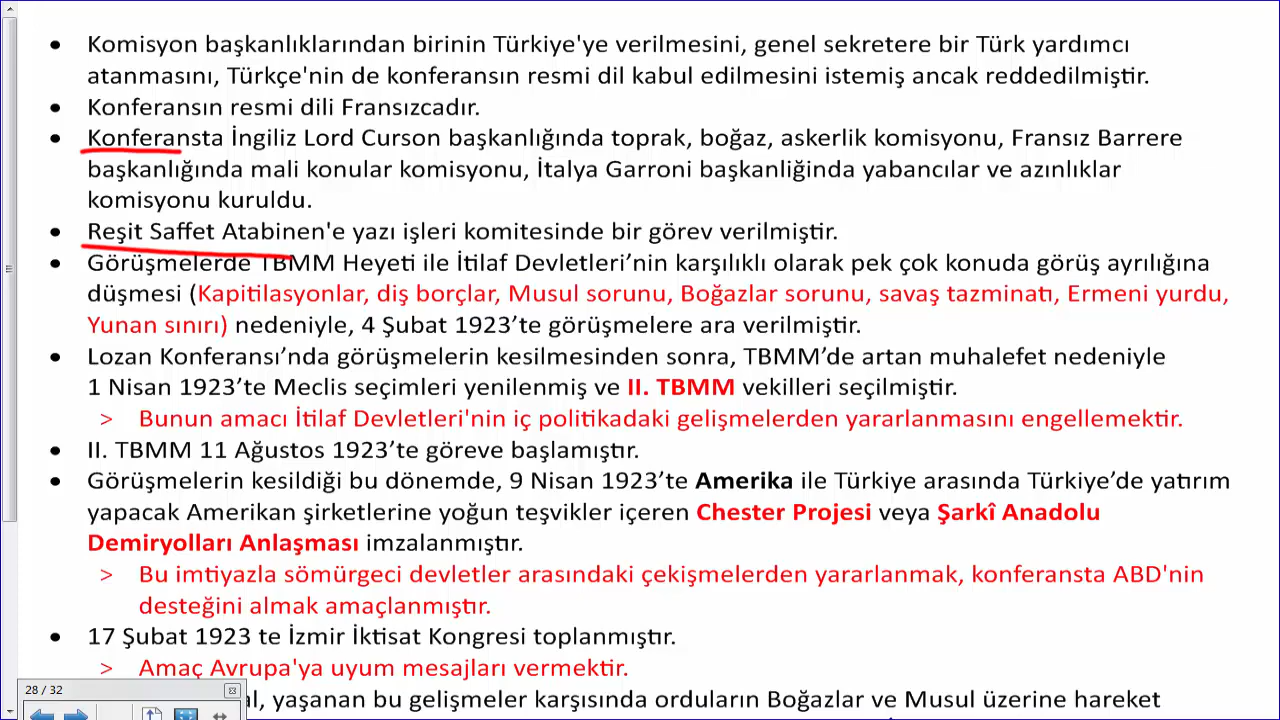 • Komisyon başkanlıklarından birinin Türkiye'ye verilmesini, genel sekretere bir Türk yardımcı
atanmasını, Türkçe'nin de konferansın resmi dil kabul edilmesini istemiş ancak reddedilmiştir.
• Konferansın resmi dili Fransızcadır.
• Konferansta İngiliz Lord Curson başkanlığında toprak, boğaz, askerlik komisyonu, Fransız Barrere
başkanlığında mali konular komisyonu, İtalya Garroni başkanliğinda yabancılar ve azınlıklar
komisyonu kuruldu.
• Reşit Saffet Atabinen'e yazı işleri komitesinde bir görev verilmiştir.
• Görüşmelerde TBMM Heyeti ile İtilaf Devletleri’nin karşılıklı olarak pek çok konuda görüş ayrılığına
düşmesi (Kapitilasyonlar, diş borçlar, Musul sorunu, Boğazlar sorunu, savaş tazminatı, Ermeni yurdu,
Yunan sınırı) nedeniyle, 4 Şubat 1923’te görüşmelere ara verilmiştir.
• Lozan Konferansı’nda görüşmelerin kesilmesinden sonra, TBMM’de artan muhalefet nedeniyle
1 Nisan 1923’te Meclis seçimleri yenilenmiş ve II. TBMM vekilleri seçilmiştir.
> Bunun amacı İtilaf Devletleri'nin iç politikadaki gelişmelerden yararlanmasını engellemektir.
• II. TBMM 11 Ağustos 1923’te göreve başlamıştır.
• Görüşmelerin kesildiği bu dönemde, 9 Nisan 1923’te Amerika ile Türkiye arasında Türkiye’de yatırım
yapacak Amerikan şirketlerine yoğun teşvikler içeren Chester Projesi veya Şarkî Anadolu
Demiryolları Anlaşması imzalanmıştır.
> Bu imtiyazla sömürgeci devletler arasındaki çekişmelerden yararlanmak, konferansta ABD'nin
desteğini almak amaçlanmıştır.
• 17 Şubat 1923 te İzmir İktisat Kongresi toplanmıştır.
> Amaç Avrupa'ya uyum mesajları vermektir.
28 / 32
al, yaşanan bu gelişmeler karşısında orduların Boğazlar ve Musul üzerine hareket